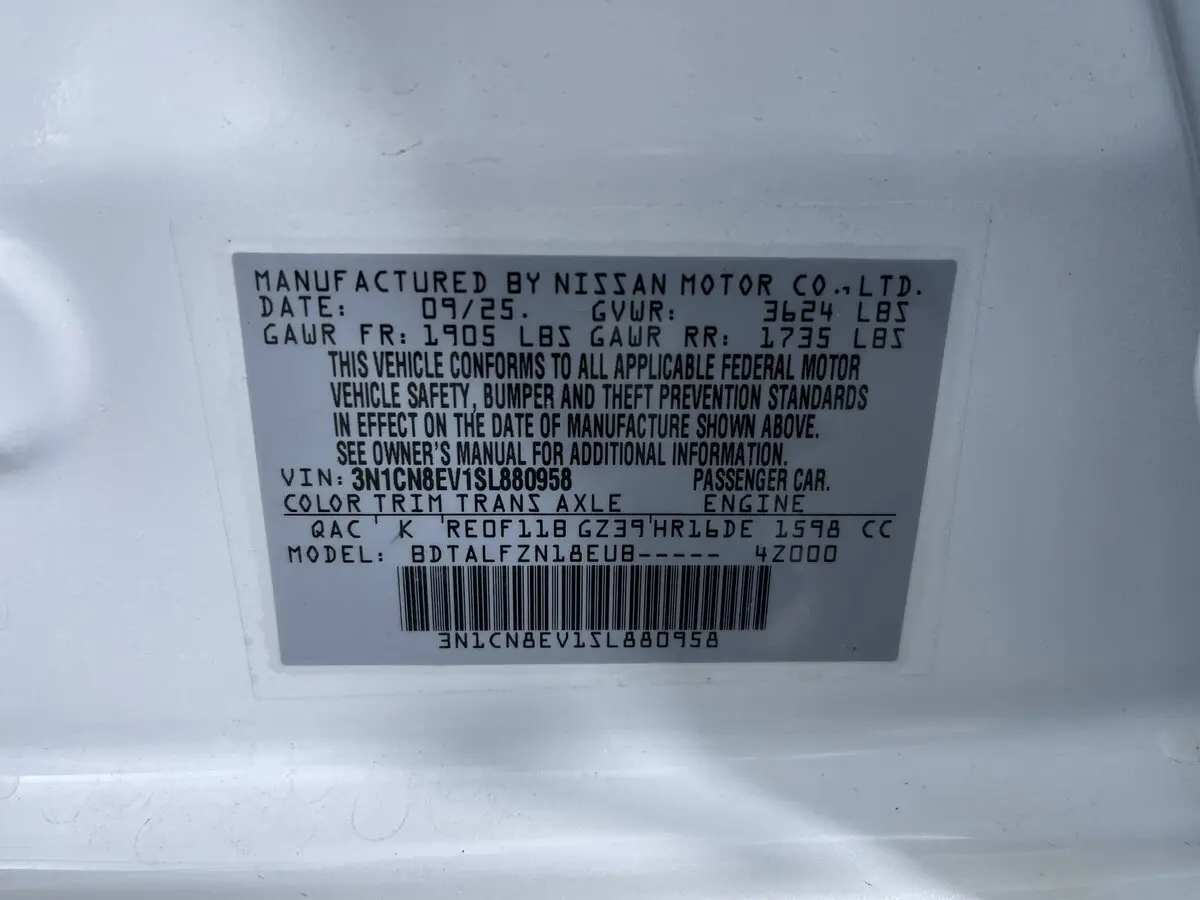 MANUFACTURED BY NISSAN MOTOR CO., LTD.
DATE: 09/25. GVWR: 3624 LBS
GAWR FR: 1905 LBS GAWR RR: 1735 LBS
THIS VEHICLE CONFORMS TO ALL APPLICABLE FEDERAL MOTOR
VEHICLE SAFETY, BUMPER AND THEFT PREVENTION STANDARDS
IN EFFECT ON THE DATE OF MANUFACTURE SHOWN ABOVE.
SEE OWNER'S MANUAL FOR ADDITIONAL INFORMATION.
VIN: 3N1CN8EV1SL880958 PASSENGER CAR.
COLOR TRIM TRANS AXLE ENGINE
QAC K RE0F11B GZ39 HR16DE 1598 CC
MODEL: BDTALFZN18EUB----- 4Z000
3N1CN8EV1SL880958